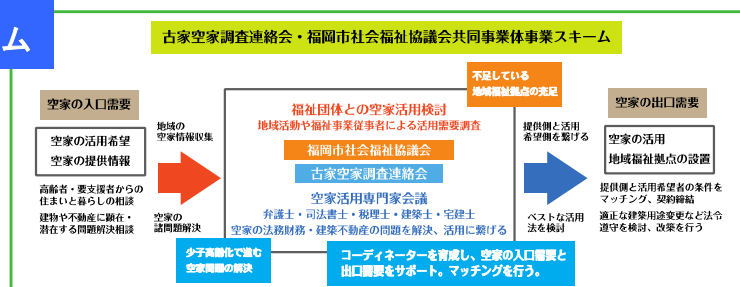 ム
古家空家調査連絡会・福岡市社会福祉協議会共同事業体事業スキーム
不足している
地域福祉拠点の充足
空家の入口需要
空家の活用希望
空家の提供情報
高齢者・要支援者からの
住まいと暮らしの相談
建物や不動産に顕在・
潜在する問題解決相談
地域の
空家情報収集
空家の
諸問題解決
福祉団体との空家活用検討
地域活動や福祉事業従事者による活用需要調査
福岡市社会福祉協議会
古家空家調査連絡会
空家活用専門家会議
弁護士・司法書士・税理士・建築士・宅建士
空家の法務財務・建築不動産の問題を解決、活用に繋げる
少子高齢化で進む
空家問題の解決
コーディネーターを育成し、空家の入口需要と
出口需要をサポート。マッチングを行う。
提供側と活用
希望側を繋げる
ベストな活用
法を検討
空家の出口需要
空家の活用
地域福祉拠点の設置
提供側と活用希望者の条件を
マッチング、契約締結
適正な建築用途変更など法令
遵守を検討、改築を行う